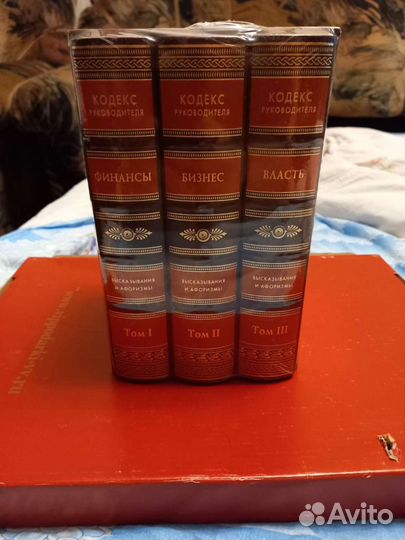 КОДЕКС
РУКОВОДИТЕЛЯ
ФИНАНСЫ
ВЫСКАЗЫВАНИЯ
И АФОРИЗМЫ
Том I
КОДЕКС
РУКОВОДИТЕЛЯ
БИЗНЕС
ВЫСКАЗЫВАНИЯ
И АФОРИЗМЫ
Том II
КОДЕКС
РУКОВОДИТЕЛЯ
ВЛАСТЬ
ВЫСКАЗЫВАНИЯ
И АФОРИЗМЫ
Том III
Avito